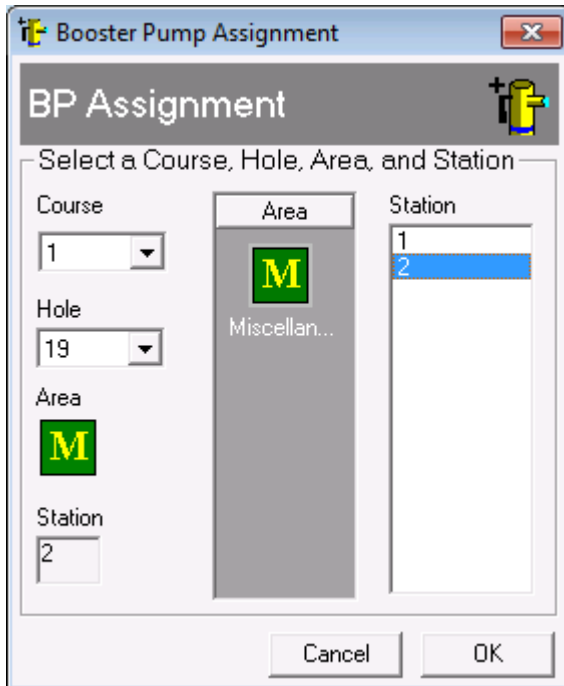 Booster Pump Assignment
BP Assignment
Select a Course, Hole, Area, and Station
Course
1
Hole
19
Area
M
Station
2
Area
M
Miscellan...
Station
1
2
Cancel
OK